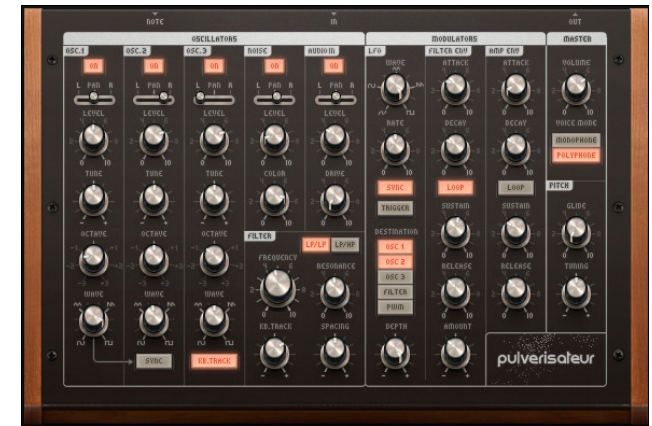 NOTE IN OUT
OSCILLATORS MODULATORS MASTER
OSC.1 OSC.2 OSC.3 NOISE AUDIO IN LFO FILTER ENV AMP ENV
ON ON ON ON ON WAVE ATTACK ATTACK VOLUME
L PAN R L PAN R L PAN R L PAN R L PAN R
LEVEL LEVEL LEVEL LEVEL LEVEL RATE DECAY DECAY VOICE MODE
MONOPHONE
POLYPHONE
TUNE TUNE TUNE COLOR DRIVE SYNC LOOP LOOP PITCH
TRIGGER SUSTAIN SUSTAIN GLIDE
OCTAVE OCTAVE OCTAVE FILTER LP/LP LP/HP DESTINATION
OSC 1
OSC 2
FREQUENCY RESONANCE OSC 3 RELEASE RELEASE TUNING
FILTER
WAVE WAVE WAVE PWM
KB.TRACK SPACING DEPTH AMOUNT
SYNC KB.TRACK pulverisateur